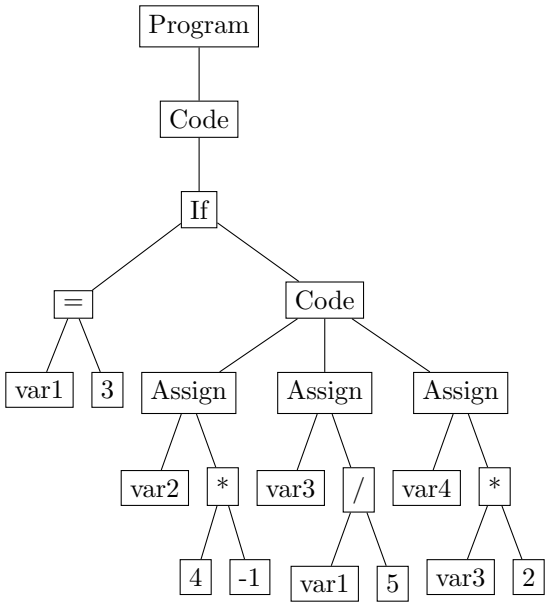 Program
Code
If
=
Code
var1 3
Assign Assign Assign
var2 * var3 / var4 *
4 -1 var1 5 var3 2